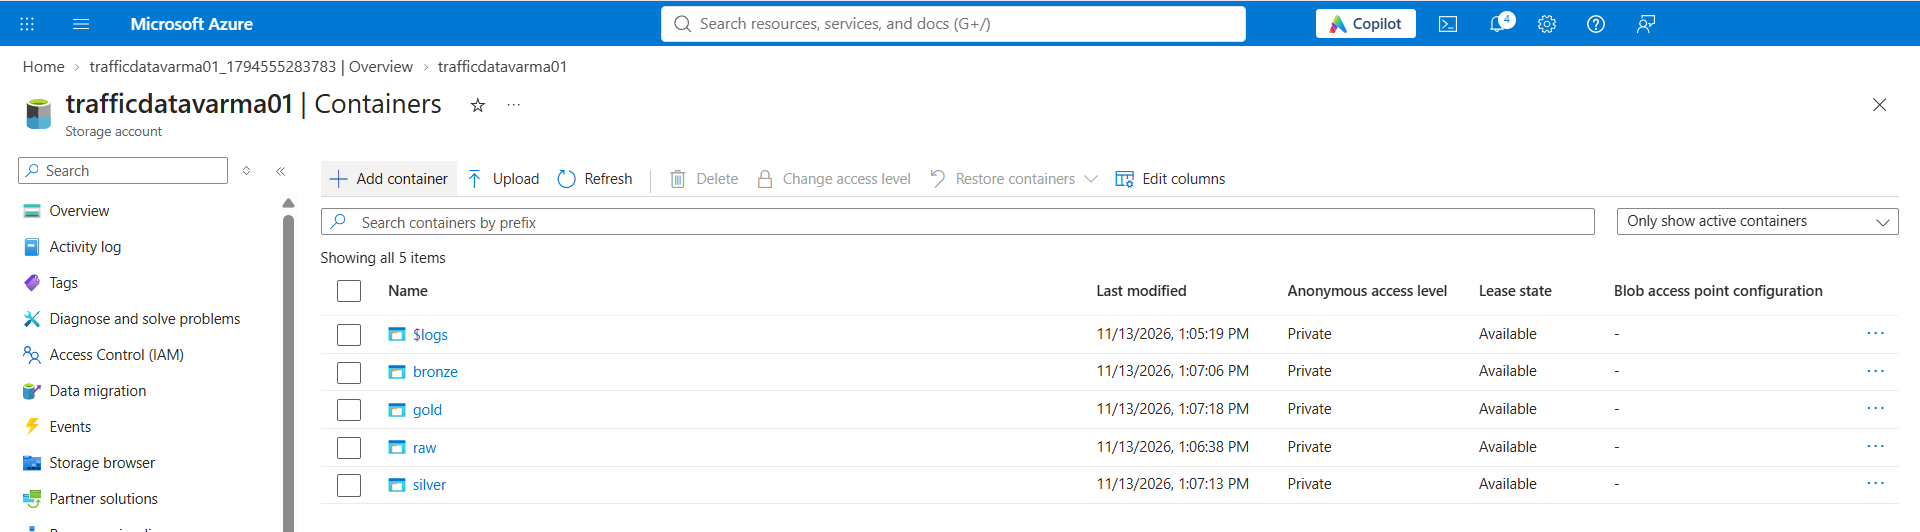 Microsoft Azure
Search resources, services, and docs (G+/)
Copilot
4
Home › trafficdatavarma01_1794555283783 | Overview › trafficdatavarma01
trafficdatavarma01 | Containers
Storage account
Search
Add container
Upload
Refresh
Delete
Change access level
Restore containers
Edit columns
Overview
Activity log
Tags
Diagnose and solve problems
Access Control (IAM)
Data migration
Events
Storage browser
Partner solutions
Search containers by prefix
Only show active containers
Showing all 5 items
Name Last modified Anonymous access level Lease state Blob access point configuration
$logs 11/13/2026, 1:05:19 PM Private Available -
bronze 11/13/2026, 1:07:06 PM Private Available -
gold 11/13/2026, 1:07:18 PM Private Available -
raw 11/13/2026, 1:06:38 PM Private Available -
silver 11/13/2026, 1:07:13 PM Private Available -